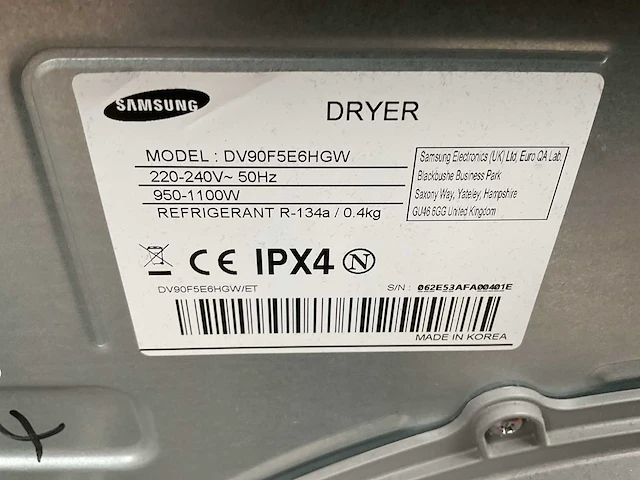 SAMSUNG
DRYER
MODEL : DV90F5E6HGW
220-240V~ 50Hz
950-1100W
REFRIGERANT R-134a / 0.4kg
Samsung Electronics (UK) Ltd, Euro QA Lab.
Blackbushe Business Park
Saxony Way, Yateley, Hampshire
GU46 6GG United Kingdom
CE IPX4 N
DV90F5E6HGW/ET
S/N : 062E53AFA00401E
MADE IN KOREA
X